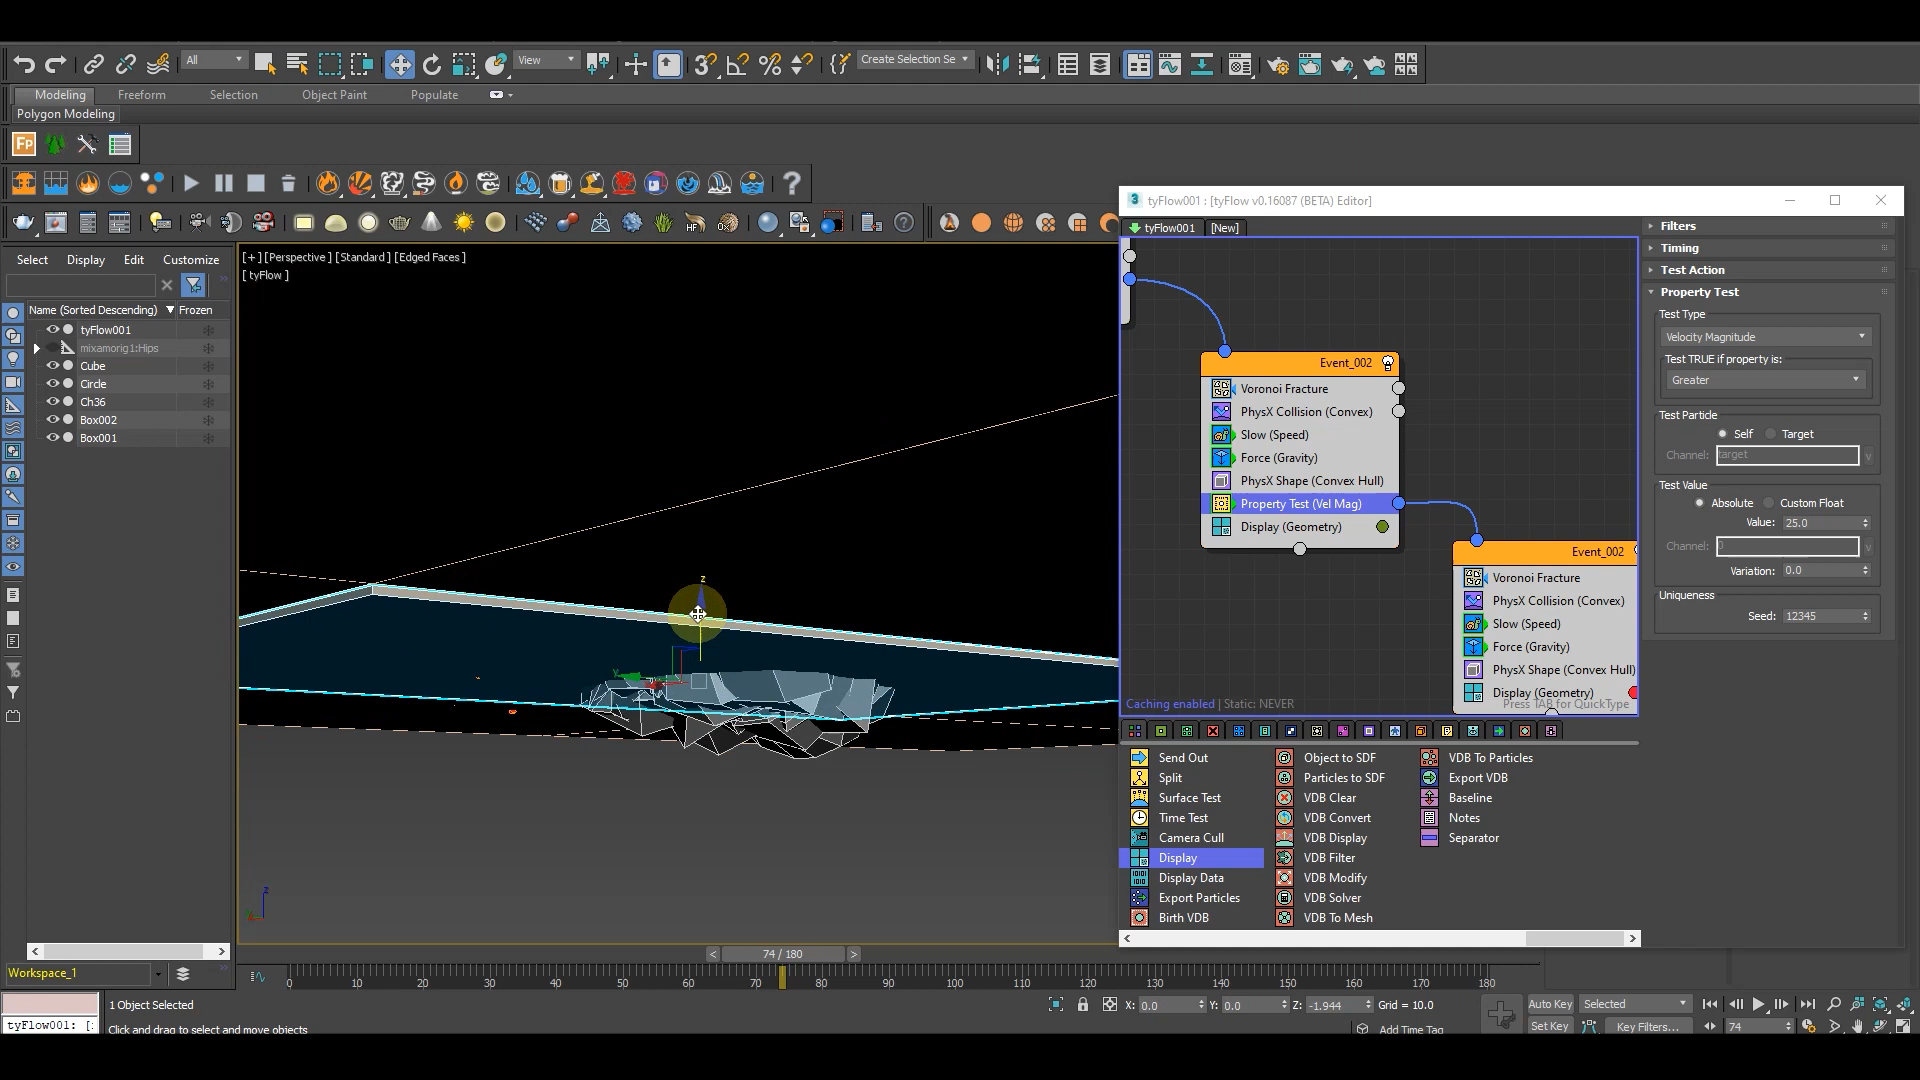 All
View
Create Selection Se
Modeling
Freeform
Selection
Object Paint
Populate
Polygon Modeling
Fp
HF
3 tyFlow001 : [tyFlow v0.16087 (BETA) Editor]
tyFlow001
[New]
Select
Display
Edit
Customize
Name (Sorted Descending)
Frozen
tyFlow001
mixamorig1:Hips
Cube
Circle
Ch36
Box002
Box001
[+] [Perspective ] [Standard ] [Edged Faces ]
[ tyFlow ]
z
y
z
Event_002
Voronoi Fracture
PhysX Collision (Convex)
Slow (Speed)
Force (Gravity)
PhysX Shape (Convex Hull)
Property Test (Vel Mag)
Display (Geometry)
Event_002
Voronoi Fracture
PhysX Collision (Convex)
Slow (Speed)
Force (Gravity)
PhysX Shape (Convex Hull)
Display (Geometry)
Caching enabled | Static: NEVER
Press TAB for QuickType
Filters
Timing
Test Action
Property Test
Test Type
Velocity Magnitude
Test TRUE if property is:
Greater
Test Particle
Self
Target
Channel: target
Test Value
Absolute
Custom Float
Value: 25.0
Channel:
Variation: 0.0
Uniqueness
Seed: 12345
Send Out
Split
Surface Test
Time Test
Camera Cull
Display
Display Data
Export Particles
Birth VDB
Object to SDF
Particles to SDF
VDB Clear
VDB Convert
VDB Display
VDB Filter
VDB Modify
VDB Solver
VDB To Mesh
VDB To Particles
Export VDB
Baseline
Notes
Separator
Workspace_1
74 / 180
0 10 20 30 40 50 60 70 80 90 100 110 120 130 140 150 160 170 180
tyFlow001: [
1 Object Selected
Click and drag to select and move objects
X: 0.0
Y: 0.0
Z: -1.944
Grid = 10.0
Add Time Tag
Auto Key
Selected
Set Key
Key Filters...
74